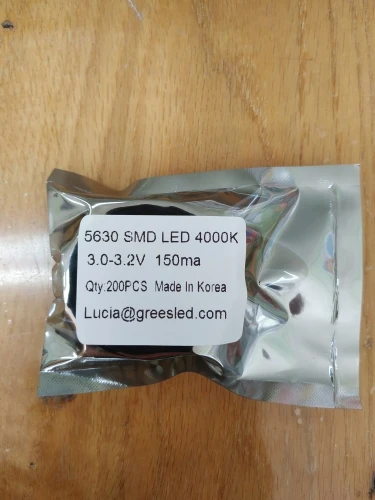 5630 SMD LED 4000K
3.0-3.2V 150ma
Qty:200PCS Made In Korea
Lucia@greesled.com